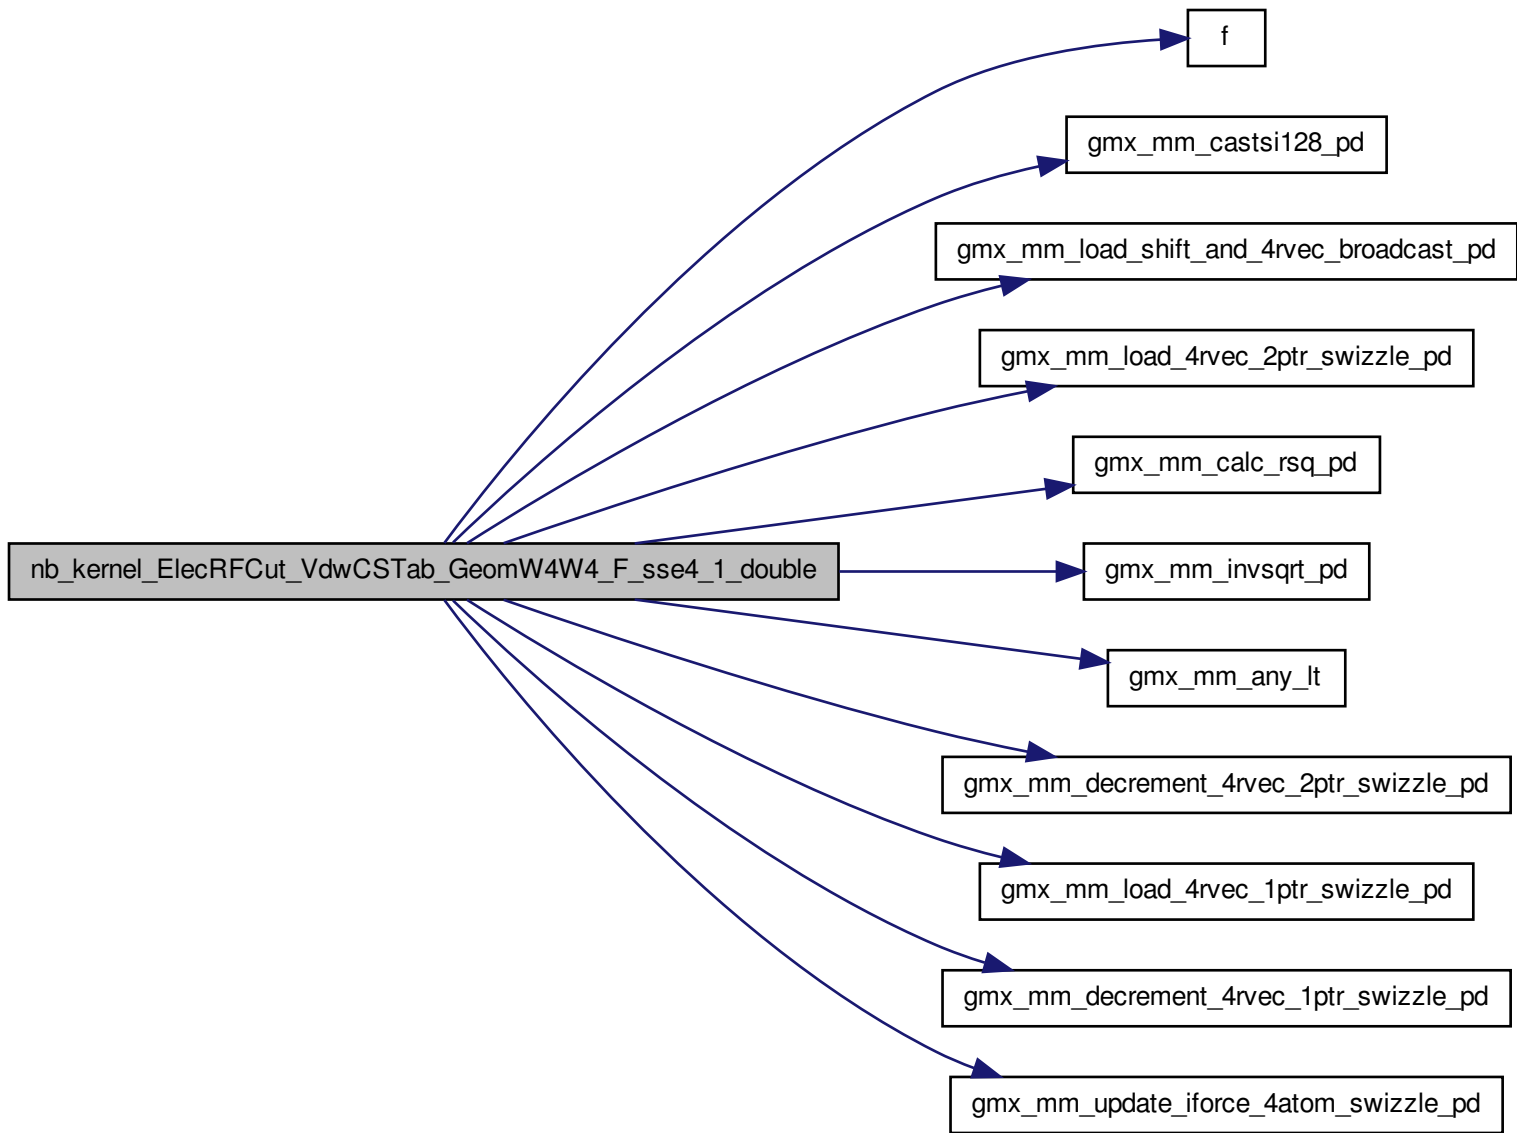 f
gmx_mm_castsi128_pd
gmx_mm_load_shift_and_4rvec_broadcast_pd
gmx_mm_load_4rvec_2ptr_swizzle_pd
gmx_mm_calc_rsq_pd
nb_kernel_ElecRFCut_VdwCSTab_GeomW4W4_F_sse4_1_double
gmx_mm_invsqrt_pd
gmx_mm_any_lt
gmx_mm_decrement_4rvec_2ptr_swizzle_pd
gmx_mm_load_4rvec_1ptr_swizzle_pd
gmx_mm_decrement_4rvec_1ptr_swizzle_pd
gmx_mm_update_iforce_4atom_swizzle_pd